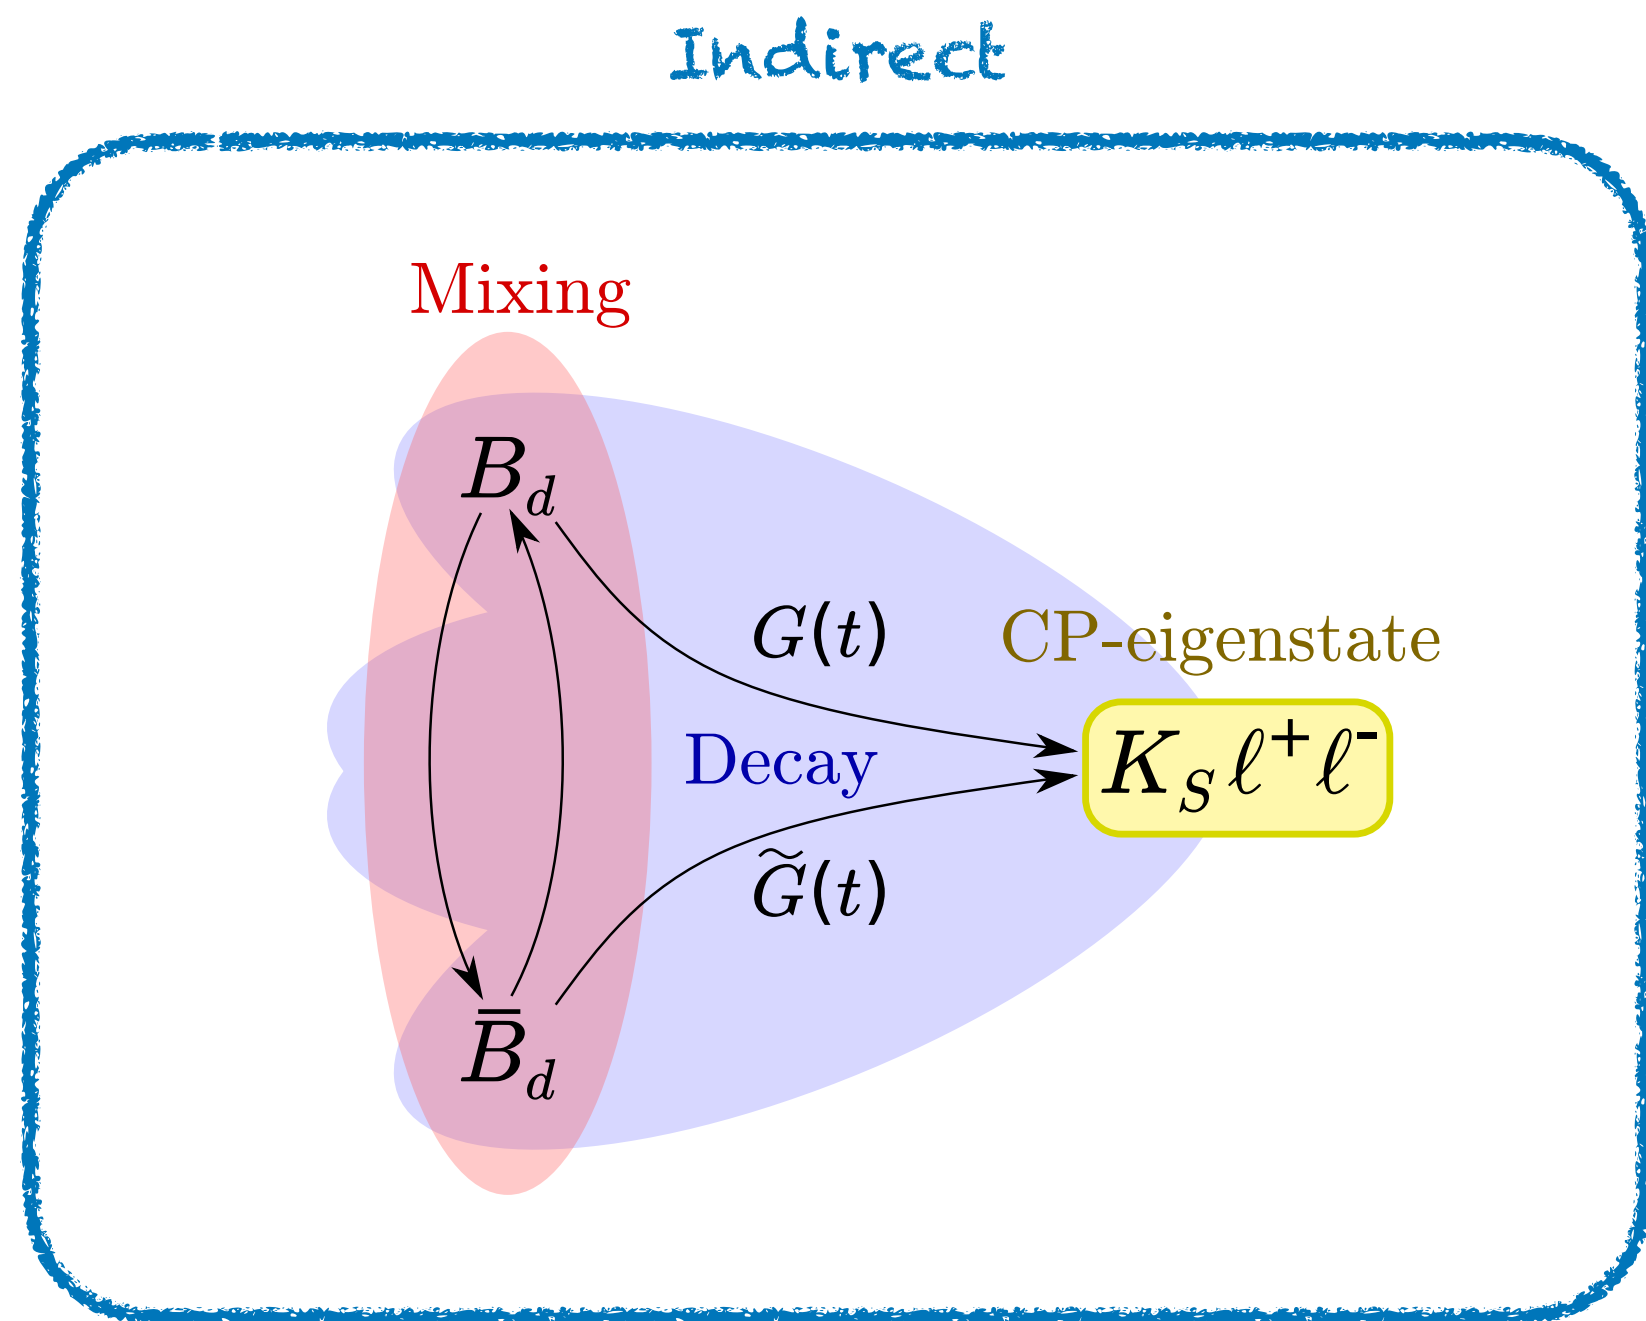 Indirect
Mixing
B_d
G(t)
CP-eigenstate
Decay
K_S ℓ⁺ℓ⁻
G̃(t)
B̄_d